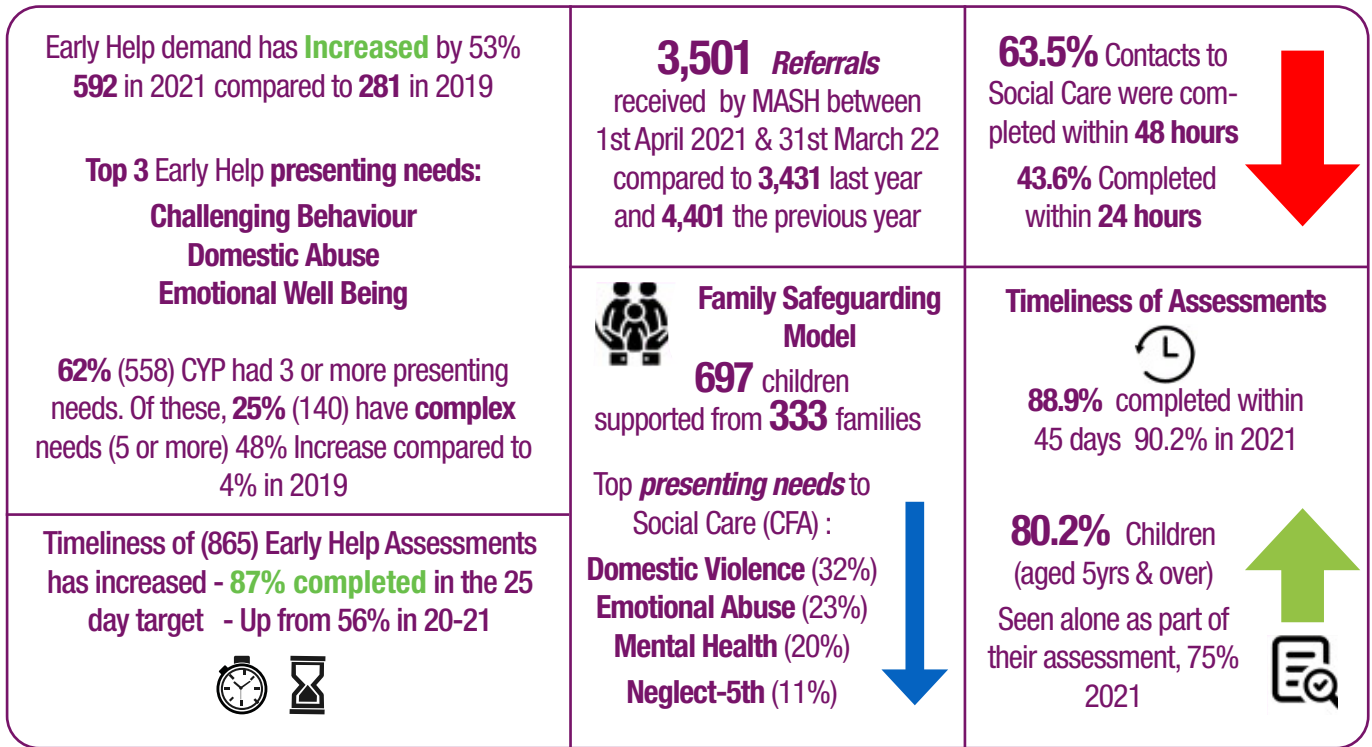 Early Help demand has Increased by 53%
592 in 2021 compared to 281 in 2019
Top 3 Early Help presenting needs:
Challenging Behaviour
Domestic Abuse
Emotional Well Being
62% (558) CYP had 3 or more presenting
needs. Of these, 25% (140) have complex
needs (5 or more) 48% Increase compared to
4% in 2019
Timeliness of (865) Early Help Assessments
has increased - 87% completed in the 25
day target - Up from 56% in 20-21
3,501 Referrals
received by MASH between
1st April 2021 & 31st March 22
compared to 3,431 last year
and 4,401 the previous year
Family Safeguarding
Model
697 children
supported from 333 families
Top presenting needs to
Social Care (CFA) :
Domestic Violence (32%)
Emotional Abuse (23%)
Mental Health (20%)
Neglect-5th (11%)
63.5% Contacts to
Social Care were com-
pleted within 48 hours
43.6% Completed
within 24 hours
Timeliness of Assessments
88.9% completed within
45 days 90.2% in 2021
80.2% Children
(aged 5yrs & over)
Seen alone as part of
their assessment, 75%
2021